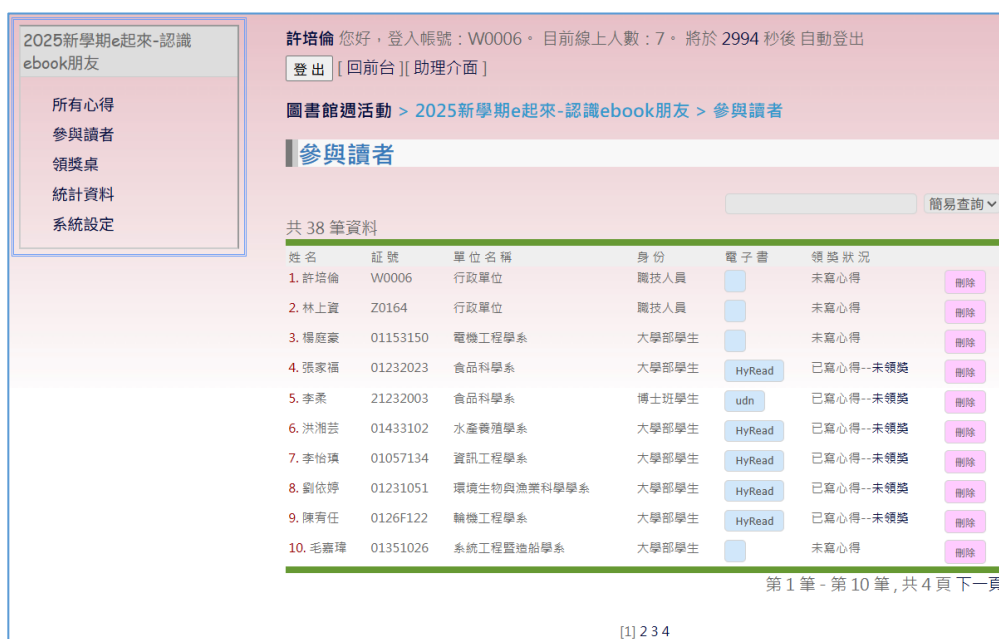 2025新學期e起來-認識
ebook朋友
所有心得
參與讀者
領獎桌
統計資料
系統設定
許培倫 您好，登入帳號：W0006。 目前線上人數：7。 將於 2994 秒後 自動登出
登 出 [ 回前台 ][ 助理介面 ]
圖書館週活動 > 2025新學期e起來-認識ebook朋友 > 參與讀者
參與讀者
簡易查詢
共 38 筆資料
姓名 証號 單位名稱 身份 電子書 領獎狀況
1. 許培倫 W0006 行政單位 職技人員 未寫心得 刪除
2. 林上資 Z0164 行政單位 職技人員 未寫心得 刪除
3. 楊庭豪 01153150 電機工程學系 大學部學生 未寫心得 刪除
4. 張家福 01232023 食品科學系 大學部學生 HyRead 已寫心得--未領獎 刪除
5. 李柔 21232003 食品科學系 博士班學生 udn 已寫心得--未領獎 刪除
6. 洪湘芸 01433102 水產養殖學系 大學部學生 HyRead 已寫心得--未領獎 刪除
7. 李怡瑱 01057134 資訊工程學系 大學部學生 HyRead 已寫心得--未領獎 刪除
8. 劉依婷 01231051 環境生物與漁業科學學系 大學部學生 HyRead 已寫心得--未領獎 刪除
9. 陳宥任 0126F122 輪機工程學系 大學部學生 HyRead 已寫心得--未領獎 刪除
10. 毛嘉瑋 01351026 系統工程暨造船學系 大學部學生 未寫心得 刪除
第 1 筆 - 第 10 筆 , 共 4 頁 下一頁
[1] 2 3 4